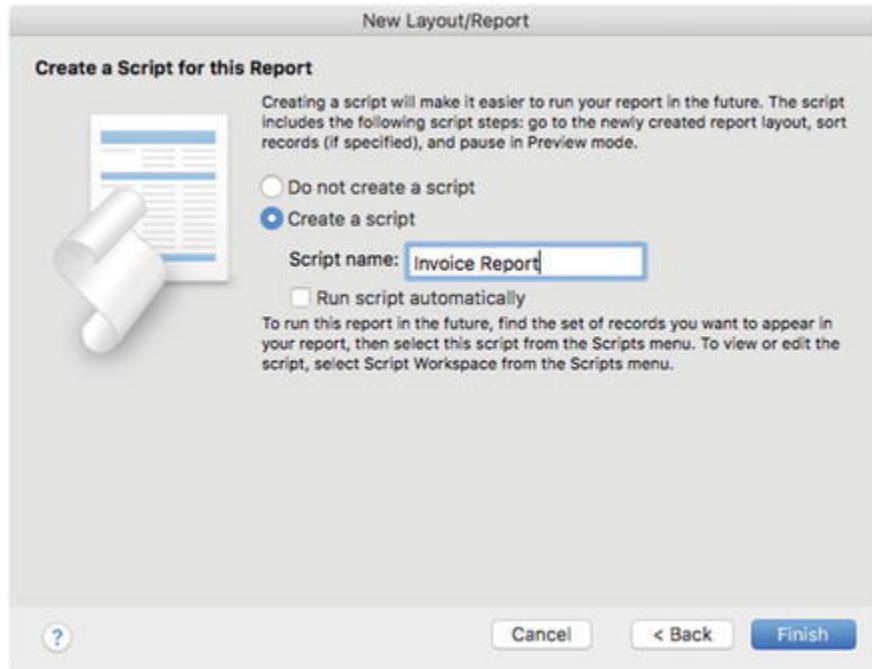 New Layout/Report
Create a Script for this Report
Creating a script will make it easier to run your report in the future. The script
includes the following script steps: go to the newly created report layout, sort
records (if specified), and pause in Preview mode.
Do not create a script
Create a script
Script name: Invoice Report
Run script automatically
To run this report in the future, find the set of records you want to appear in
your report, then select this script from the Scripts menu. To view or edit the
script, select Script Workspace from the Scripts menu.
? Cancel < Back Finish